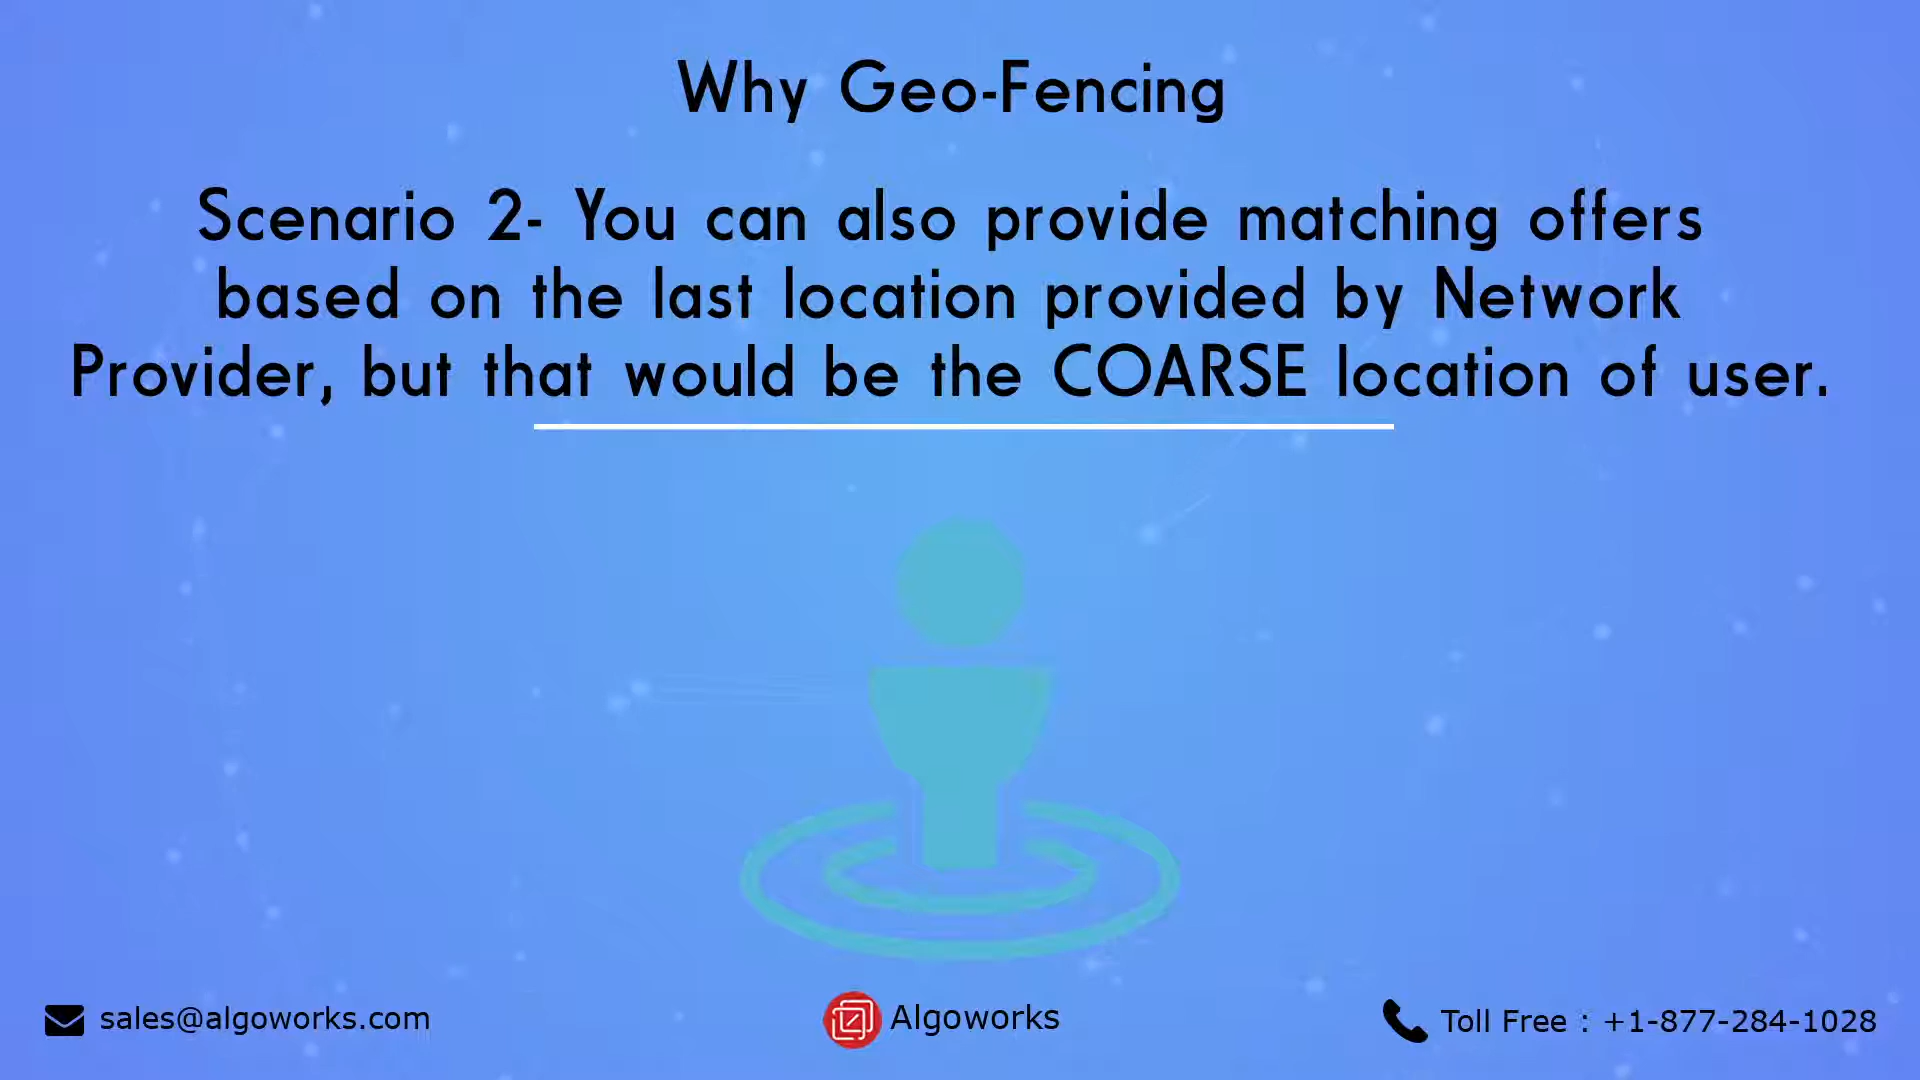 Why Geo-Fencing
Scenario 2- You can also provide matching offers
based on the last location provided by Network
Provider, but that would be the COARSE location of user.
sales@algoworks.com
Algoworks
Toll Free : +1-877-284-1028